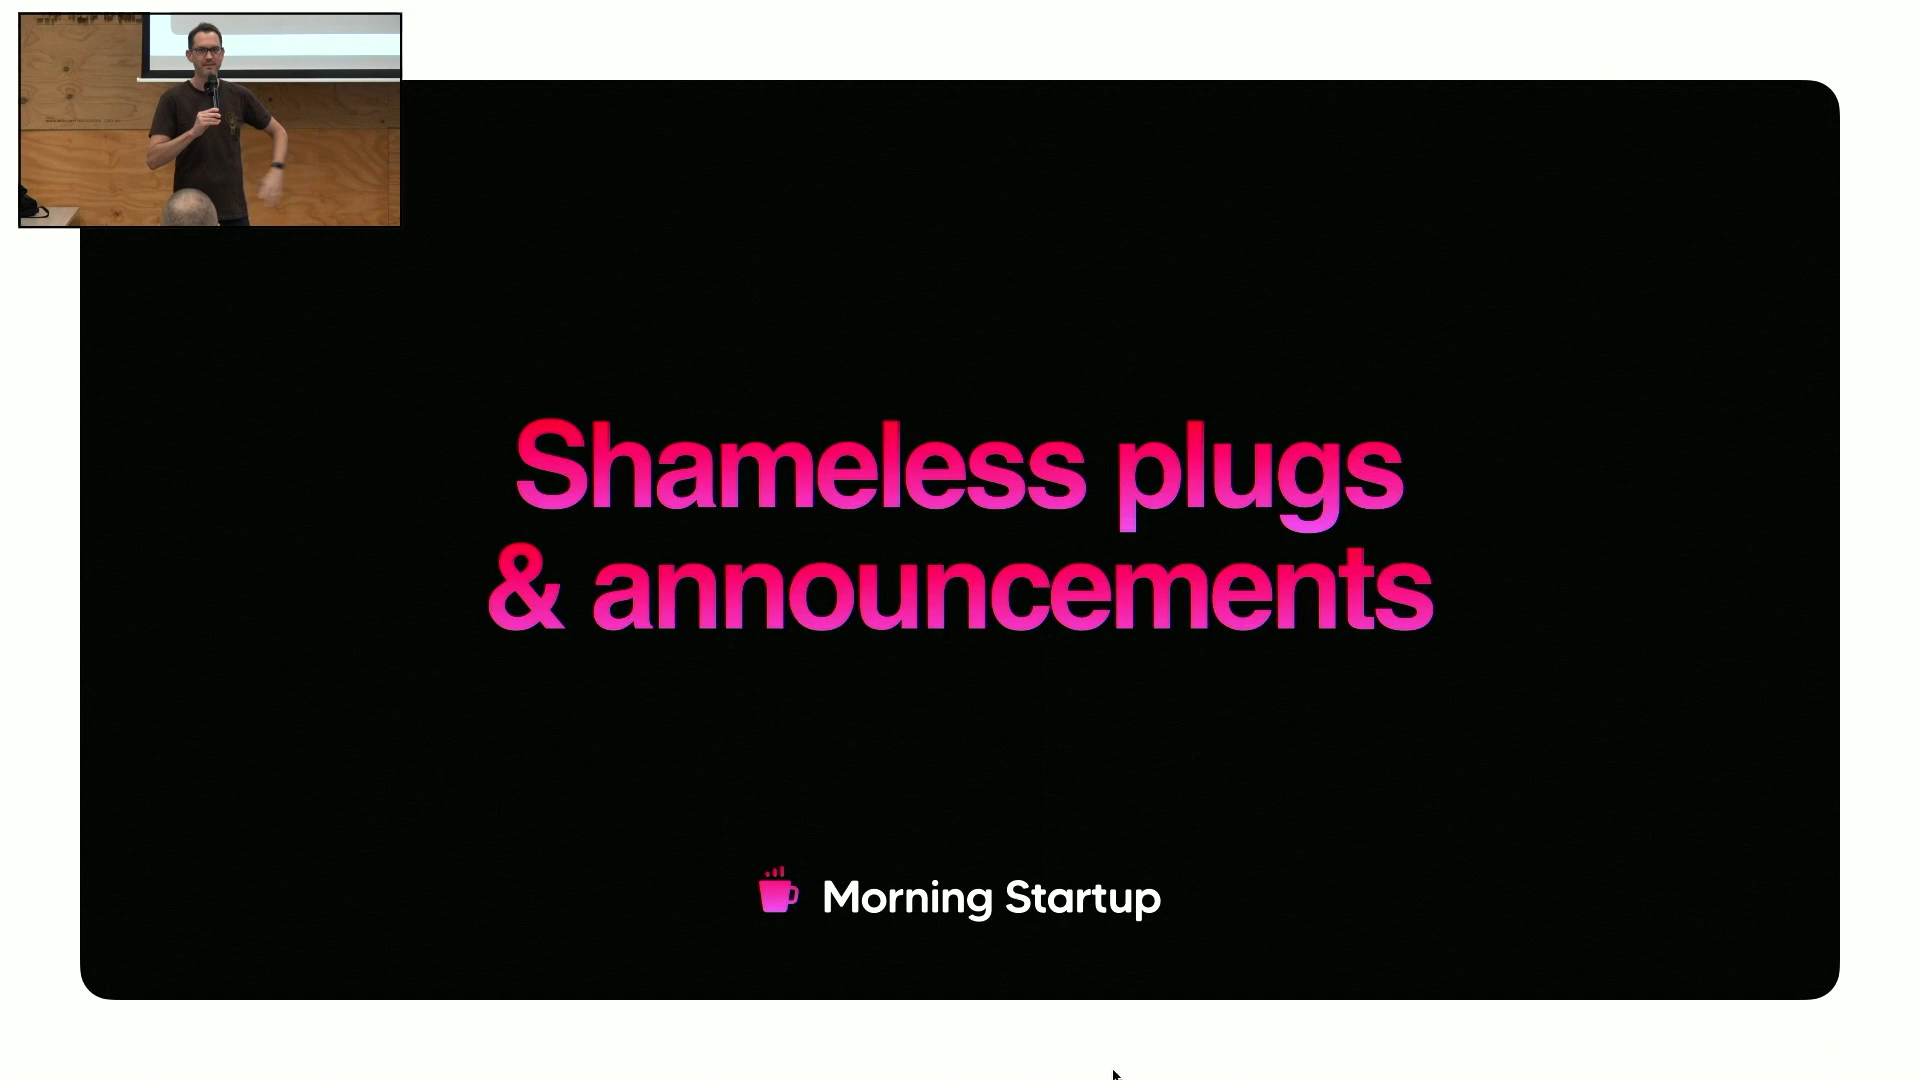 Shameless plugs
& announcements
Morning Startup